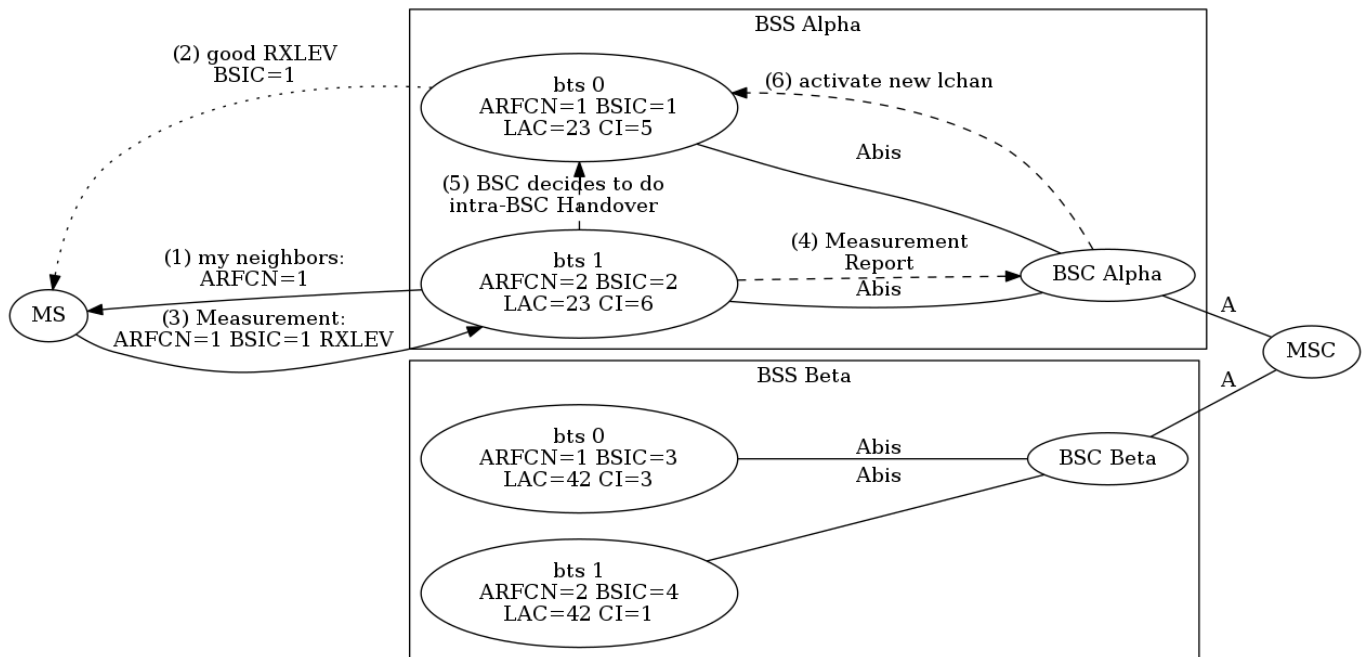 BSS Alpha
(2) good RXLEV
BSIC=1
bts 0
ARFCN=1 BSIC=1
LAC=23 CI=5
(6) activate new lchan
Abis
(5) BSC decides to do
intra-BSC Handover
(1) my neighbors:
ARFCN=1
bts 1
ARFCN=2 BSIC=2
LAC=23 CI=6
(4) Measurement
Report
Abis
BSC Alpha
MS
(3) Measurement:
ARFCN=1 BSIC=1 RXLEV
A
MSC
A
BSS Beta
bts 0
ARFCN=1 BSIC=3
LAC=42 CI=3
Abis
Abis
BSC Beta
bts 1
ARFCN=2 BSIC=4
LAC=42 CI=1